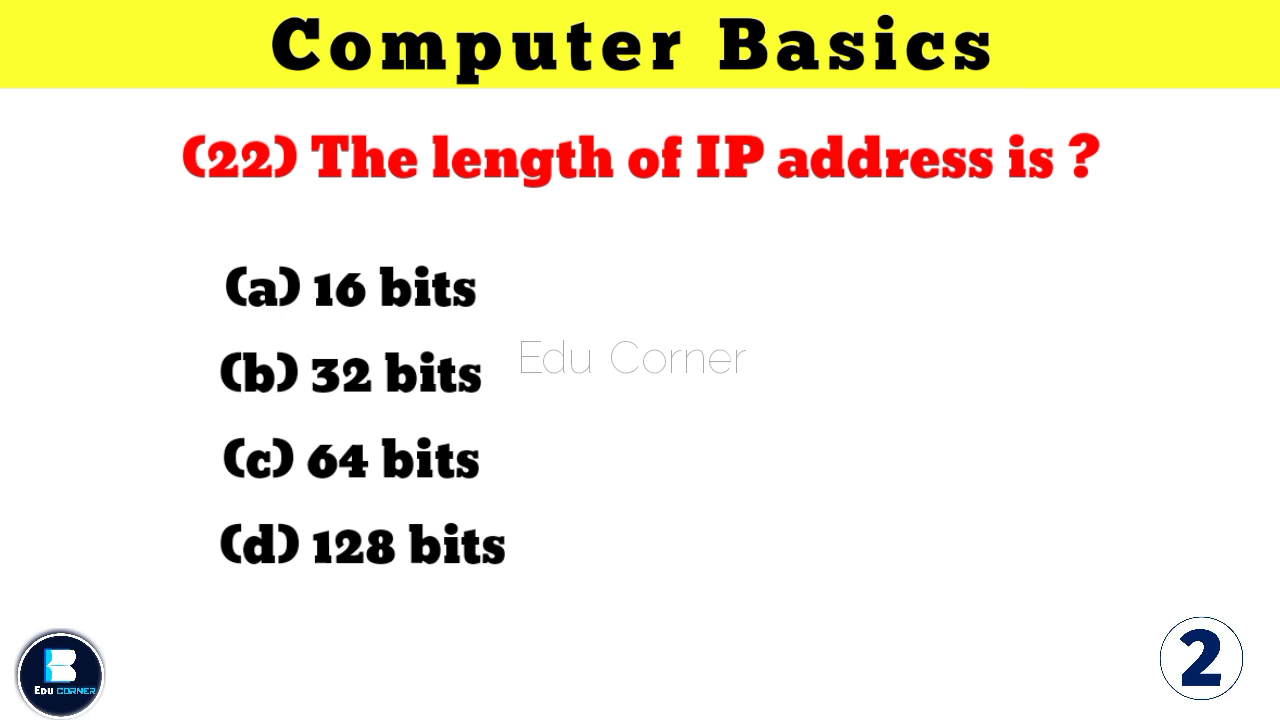 Computer Basics
(22) The length of IP address is ?
(a) 16 bits
(b) 32 bits
Edu Corner
(c) 64 bits
(d) 128 bits
B
EDU CORNER
2